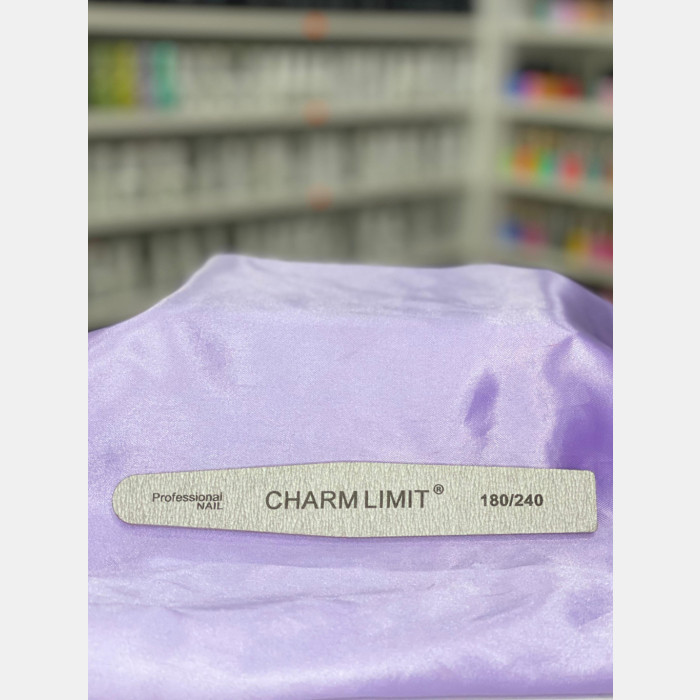 Professional
NAIL
CHARM LIMIT®
180/240